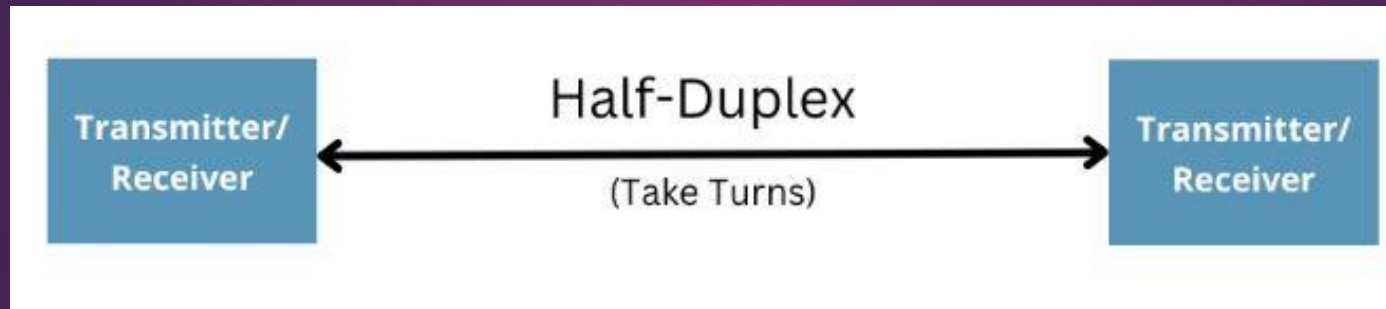 Transmitter/
Receiver
Half-Duplex
(Take Turns)
Transmitter/
Receiver